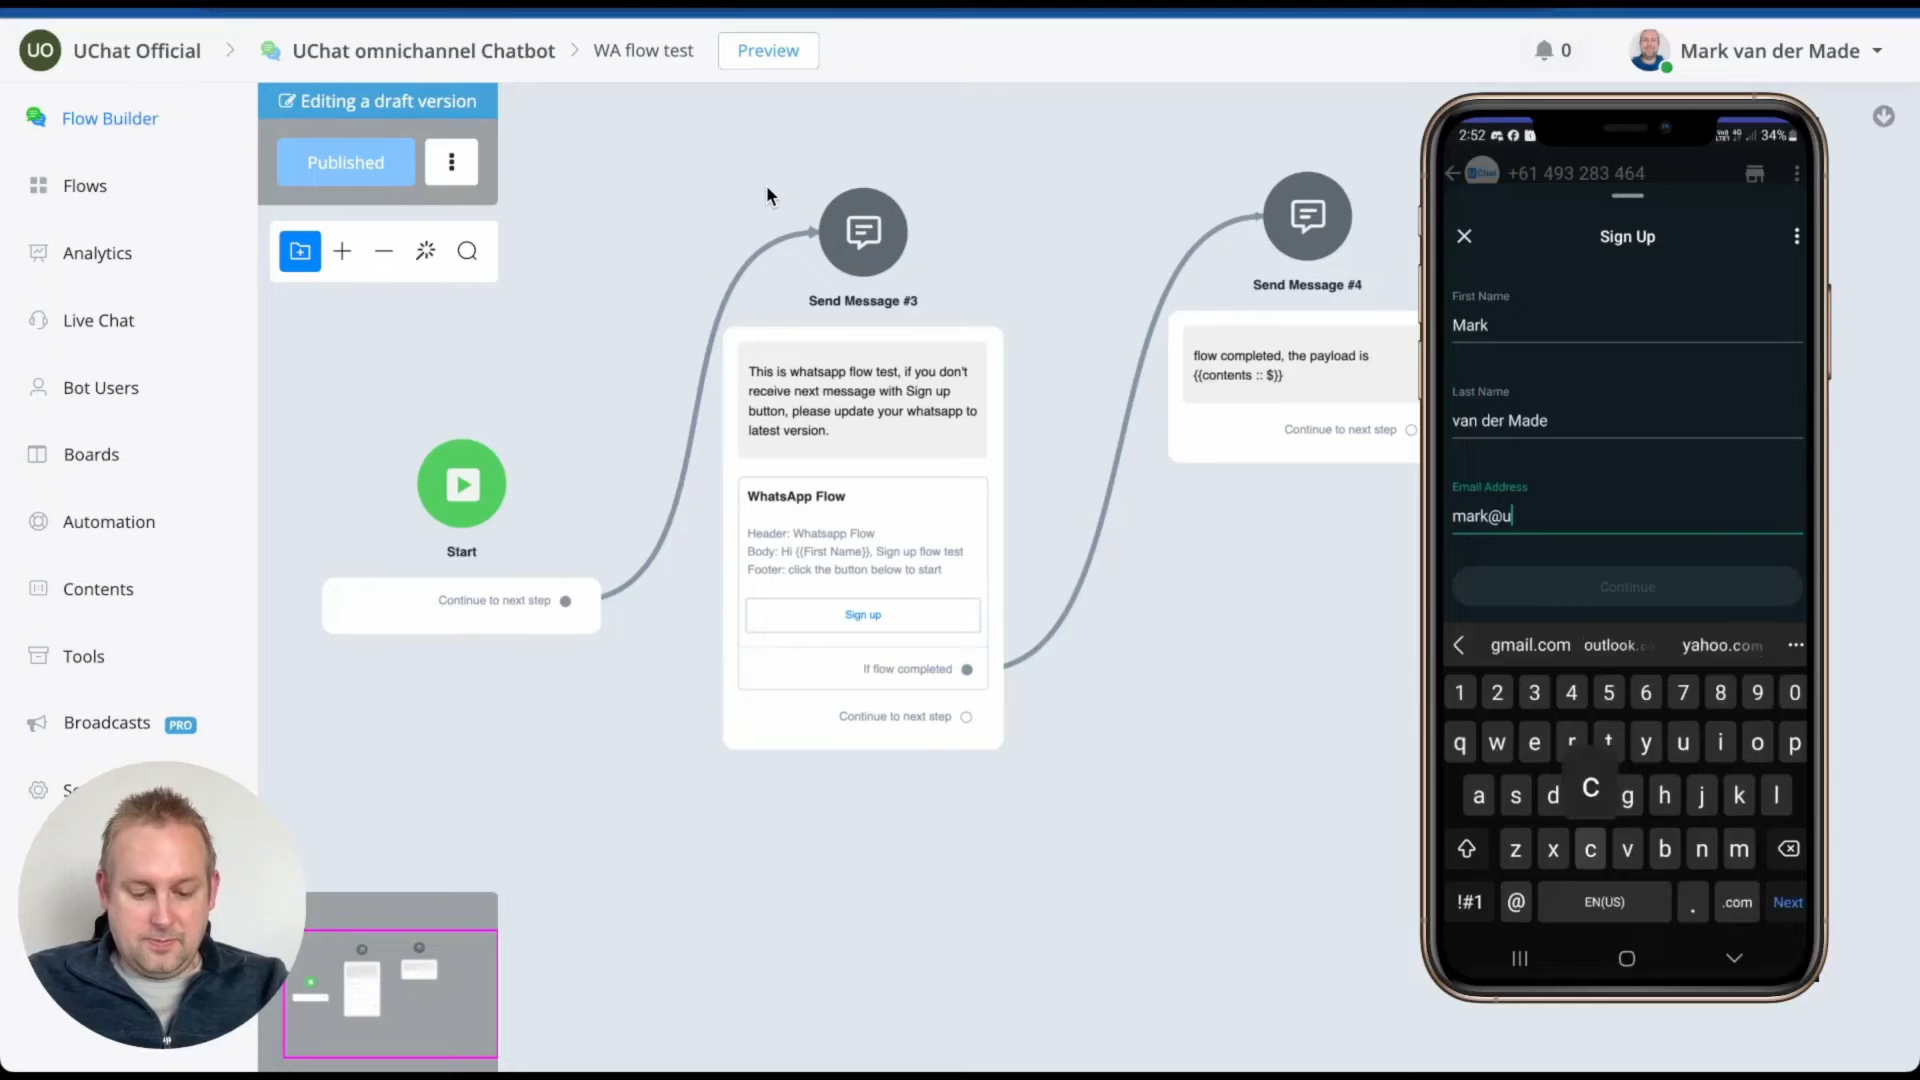 UO UChat Official
UChat omnichannel Chatbot
WA flow test
Preview
0
Mark van der Made
Flow Builder
Flows
Analytics
Live Chat
Bot Users
Boards
Automation
Contents
Tools
Broadcasts PRO
Editing a draft version
Published
Start
Continue to next step
Send Message #3
This is whatsapp flow test, if you don't
receive next message with Sign up
button, please update your whatsapp to
latest version.
WhatsApp Flow
Header: Whatsapp Flow
Body: Hi {{First Name}}, Sign up flow test
Footer: click the button below to start
Sign up
If flow completed
Continue to next step
Send Message #4
flow completed, the payload is
{{contents :: $}}
Continue to next step
2:52
4G 34%
UChat +61 493 283 464
Sign Up
First Name
Mark
Last Name
van der Made
Email Address
mark@u
Continue
gmail.com outlook.co yahoo.com
1 2 3 4 5 6 7 8 9 0
q w e r t y u i o p
a s d c g h j k l
z x c v b n m
!#1 @ EN(US) . .com Next